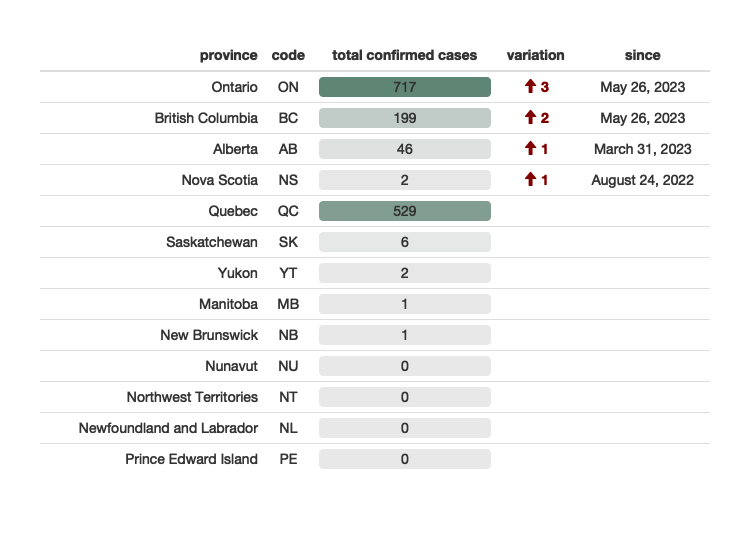 province code total confirmed cases variation since
Ontario ON 717 3 May 26, 2023
British Columbia BC 199 2 May 26, 2023
Alberta AB 46 1 March 31, 2023
Nova Scotia NS 2 1 August 24, 2022
Quebec QC 529
Saskatchewan SK 6
Yukon YT 2
Manitoba MB 1
New Brunswick NB 1
Nunavut NU 0
Northwest Territories NT 0
Newfoundland and Labrador NL 0
Prince Edward Island PE 0